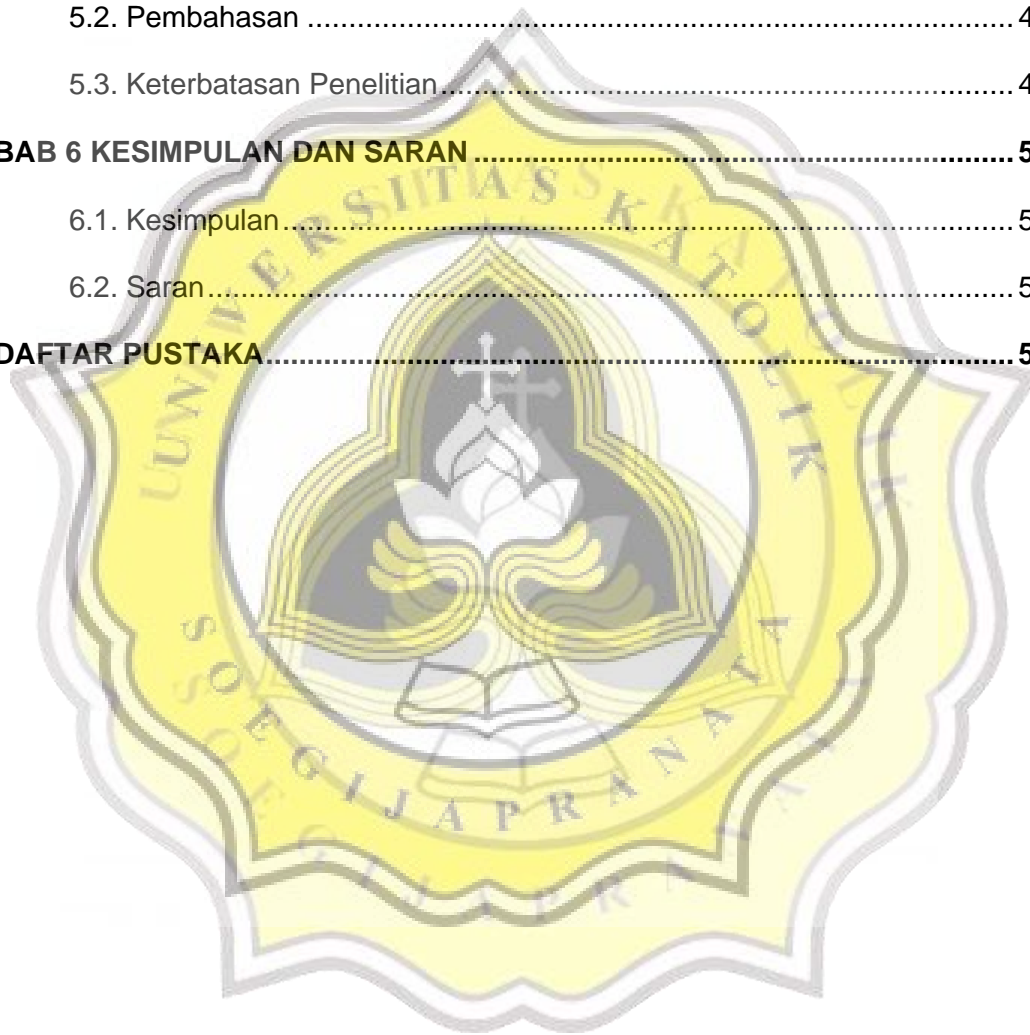 5.2. Pembahasan ........................................................................ 4
5.3. Keterbatasan Penelitian ........................................................ 4
BAB 6 KESIMPULAN DAN SARAN ................................................ 5
6.1. Kesimpulan ........................................................................... 5
6.2. Saran .................................................................................... 5
DAFTAR PUSTAKA ...................................................................... 5
UNIVERSITAS KATOLIK
SOEGIJAPRANATA